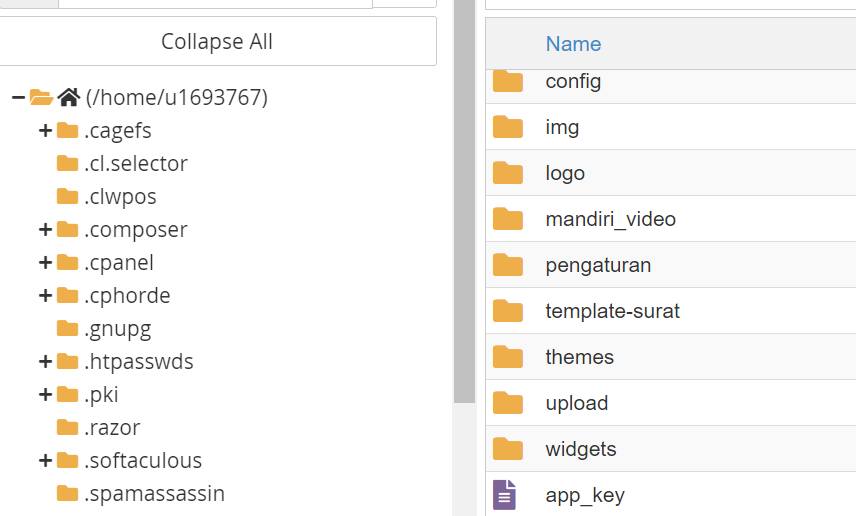 Collapse All
(/home/u1693767)
.cagefs
.cl.selector
.clwpos
.composer
.cpanel
.cphorde
.gnupg
.htpasswds
.pki
.razor
.softaculous
.spamassassin
Name
config
img
logo
mandiri_video
pengaturan
template-surat
themes
upload
widgets
app_key